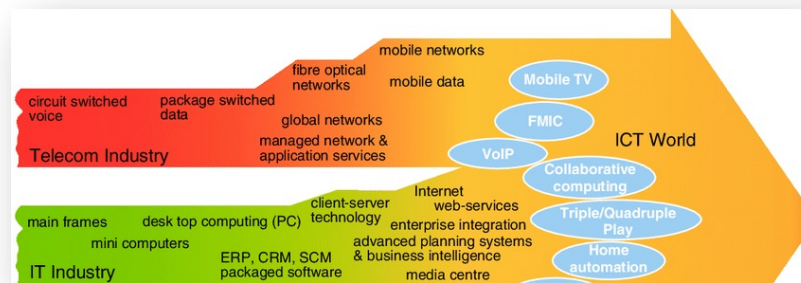 mobile networks
fibre optical
networks
mobile data
Mobile TV
circuit switched
voice
package switched
data
global networks
FMIC
managed network &
application services
ICT World
VoIP
Telecom Industry
Collaborative
computing
Internet
web-services
client-server
technology
main frames
desk top computing (PC)
enterprise integration
Triple/Quadruple
Play
mini computers
advanced planning systems
& business intelligence
ERP, CRM, SCM
packaged software
Home
automation
IT Industry
media centre